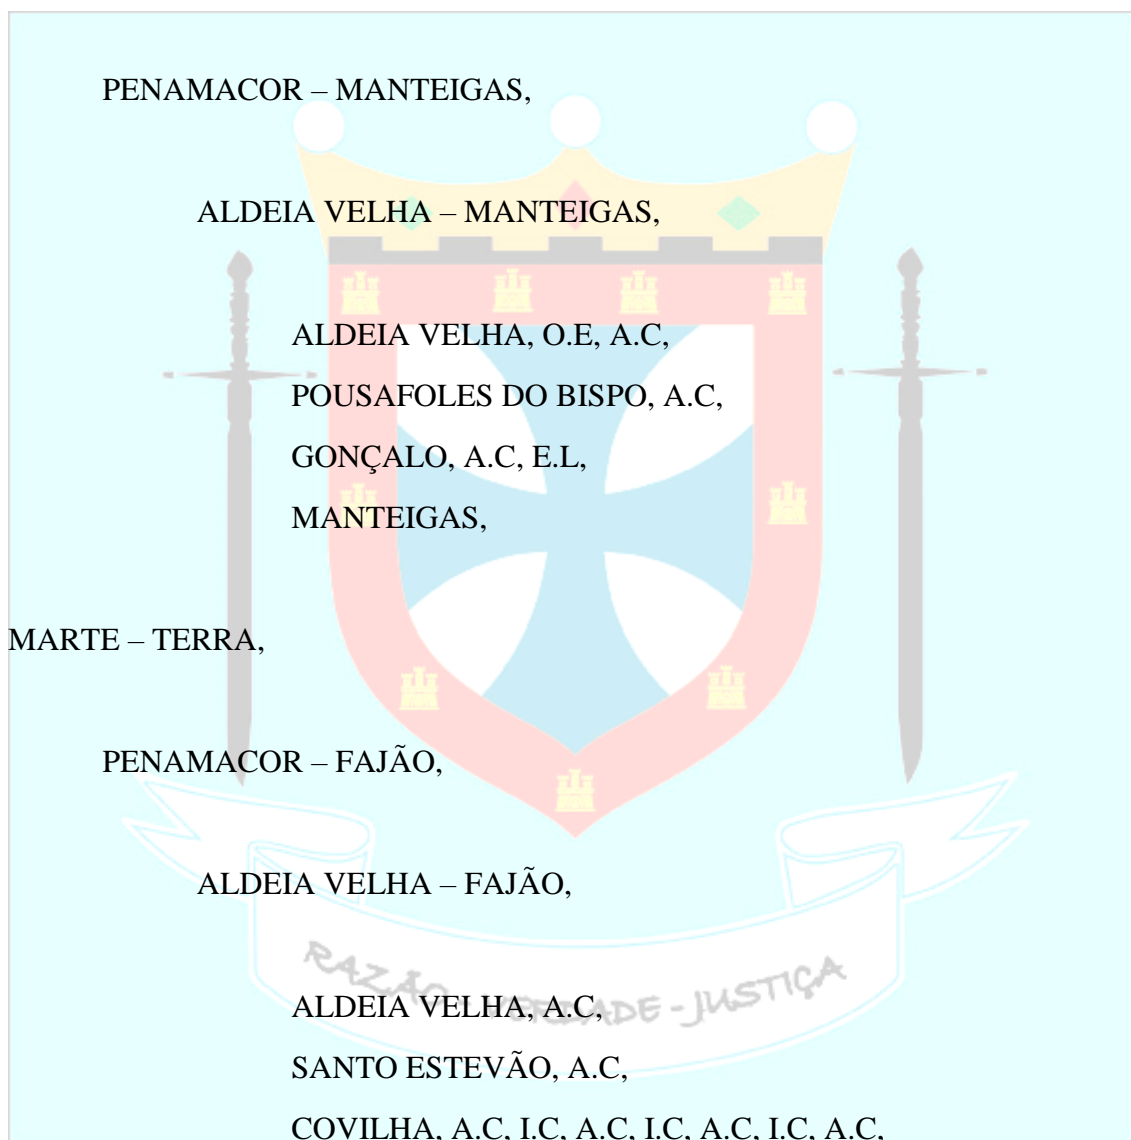 PENAMACOR – MANTEIGAS,
ALDEIA VELHA – MANTEIGAS,
ALDEIA VELHA, O.E, A.C,
POUSAFOLES DO BISPO, A.C,
GONÇALO, A.C, E.L,
MANTEIGAS,
MARTE – TERRA,
PENAMACOR – FAJÃO,
ALDEIA VELHA – FAJÃO,
RAZÃO - VERDADE - JUSTIÇA
ALDEIA VELHA, A.C,
SANTO ESTEVÃO, A.C,
COVILHA, A.C, I.C, A.C, I.C, A.C, I.C, A.C,